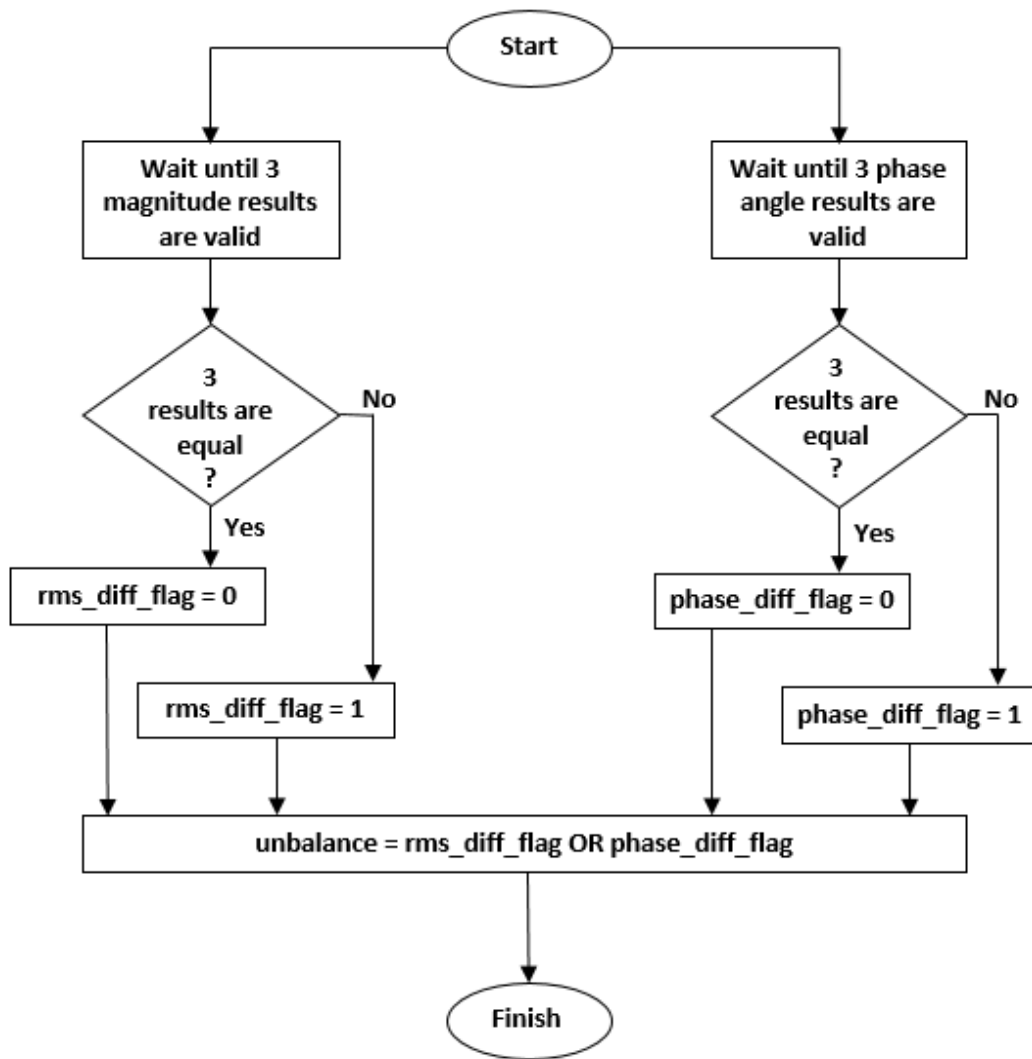 Start
Wait until 3
magnitude results
are valid
Wait until 3 phase
angle results are
valid
3
results are
equal
?
No
Yes
3
results are
equal
?
No
Yes
rms_diff_flag = 0
phase_diff_flag = 0
rms_diff_flag = 1
phase_diff_flag = 1
unbalance = rms_diff_flag OR phase_diff_flag
Finish